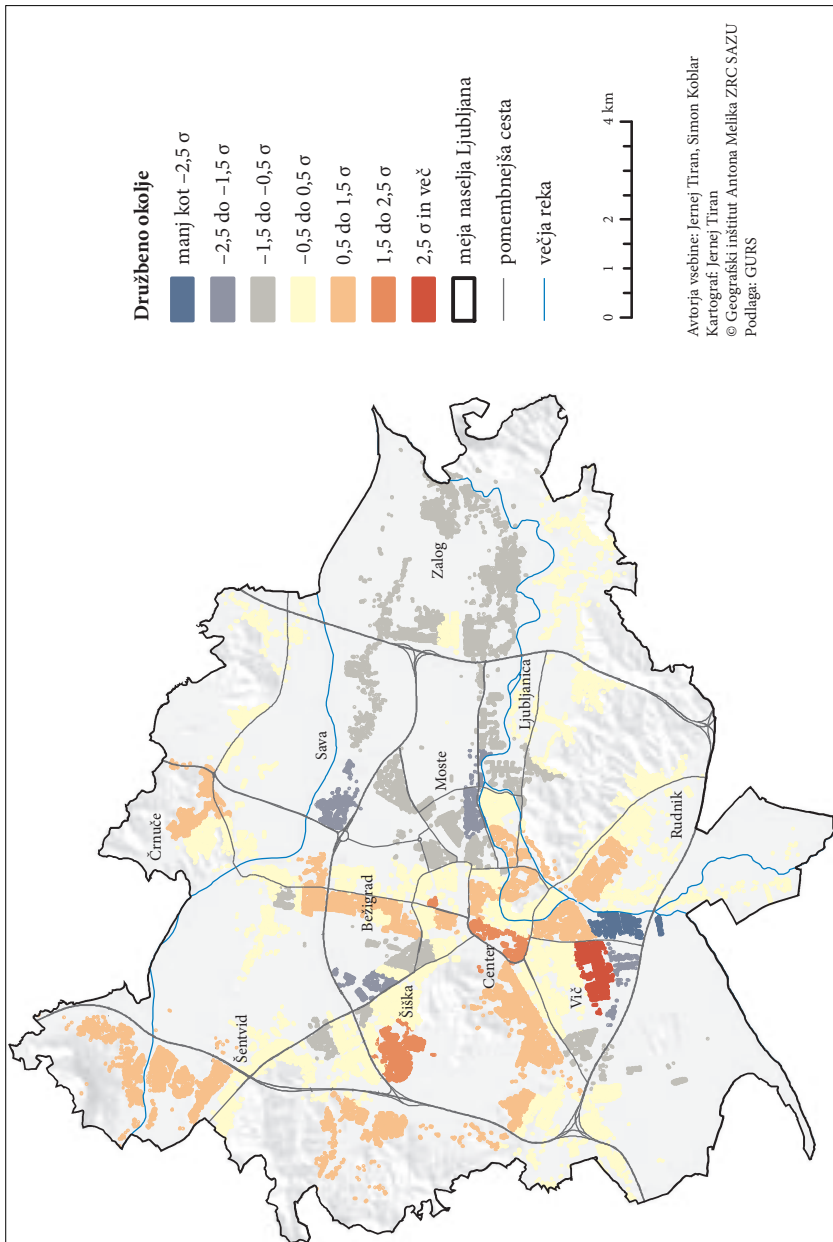 Družbeno okolje
manj kot −2,5 σ
−2,5 do −1,5 σ
−1,5 do −0,5 σ
−0,5 do 0,5 σ
0,5 do 1,5 σ
1,5 do 2,5 σ
2,5 σ in več
meja naselja Ljubljana
pomembnejša cesta
večja reka
0 1 2 4 km
Avtorja vsebine: Jernej Tiran, Simon Koblar
Kartograf: Jernej Tiran
© Geografski inštitut Antona Melika ZRC SAZU
Podlaga: GURS
Črnuče
Sava
Šentvid
Bežigrad
Šiška
Moste
Zalog
Center
Ljubljanica
Vič
Rudnik